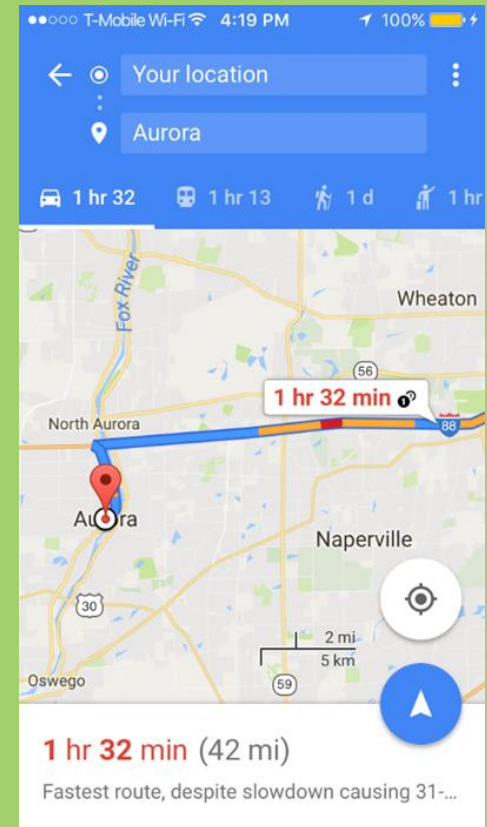 T-Mobile Wi-Fi 4:19 PM 100%
Your location
Aurora
1 hr 32 1 hr 13 1 d 1 hr
Fox River
Wheaton
56
1 hr 32 min
88
North Aurora
Aurora
Naperville
30
2 mi
5 km
Oswego
59
1 hr 32 min (42 mi)
Fastest route, despite slowdown causing 31-...